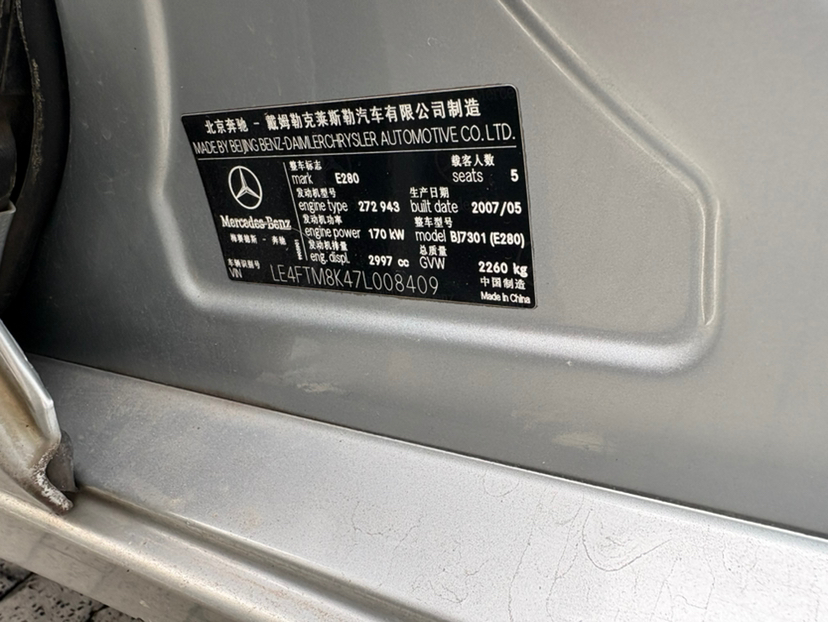 北京奔驰 - 戴姆勒克莱斯勒汽车有限公司制造
MADE BY BEIJING BENZ-DAIMLERCHRYSLER AUTOMOTIVE CO.LTD.
整车标志 载客人数
mark E280 seats 5
发动机型号 生产日期
engine type 272 943 built date 2007/05
发动机功率 整车型号
engine power 170 kW model BJ7301 (E280)
发动机排量 总质量
eng. displ. 2997 cc GVW 2260 kg
Mercedes-Benz
梅赛德斯 - 奔驰
车辆识别号
VIN LE4FTM8K47L008409
中国制造
Made in China